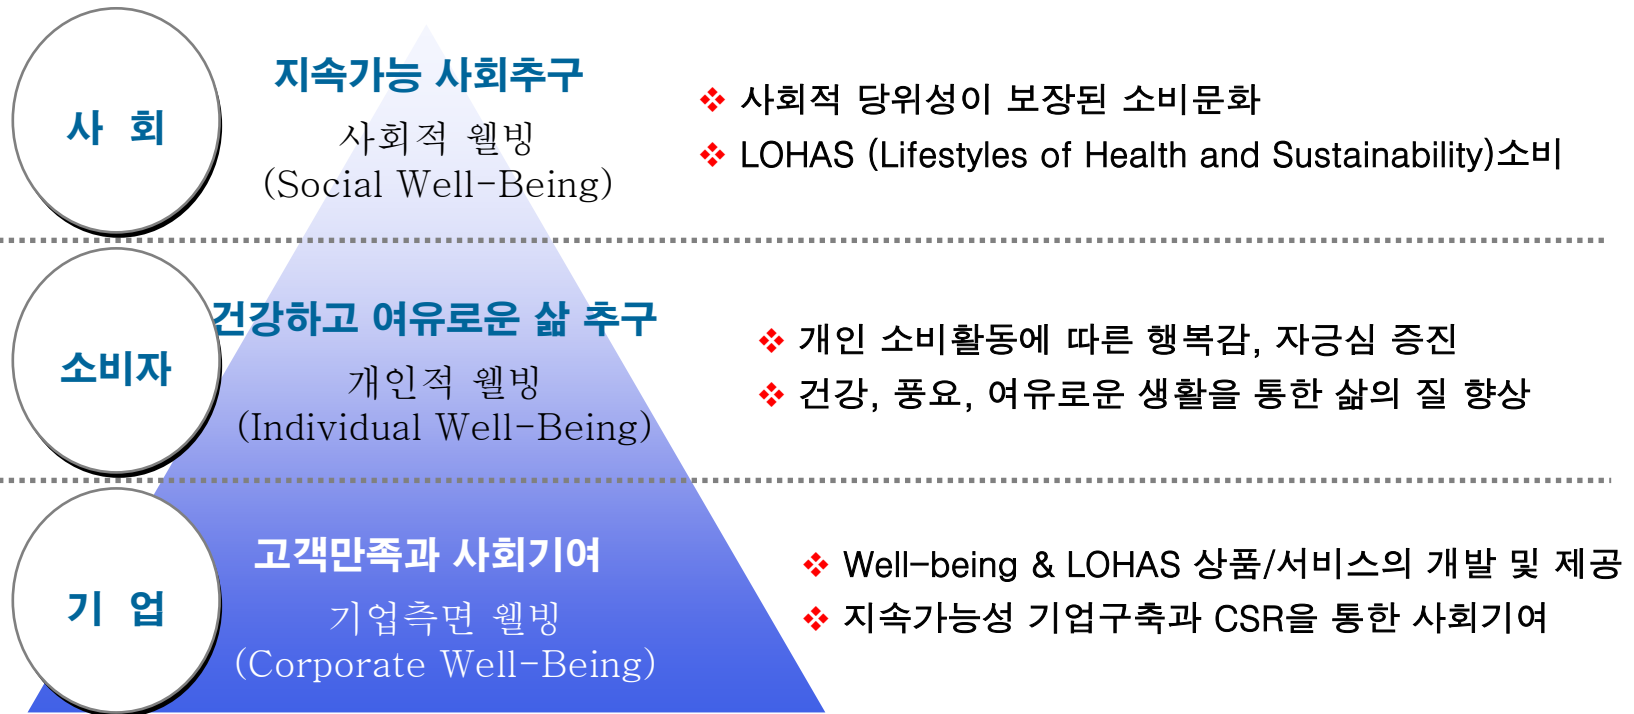 사 회
지속가능 사회추구
사회적 웰빙
(Social Well-Being)
❖ 사회적 당위성이 보장된 소비문화
❖ LOHAS (Lifestyles of Health and Sustainability)소비
소비자
건강하고 여유로운 삶 추구
개인적 웰빙
(Individual Well-Being)
❖ 개인 소비활동에 따른 행복감, 자긍심 증진
❖ 건강, 풍요, 여유로운 생활을 통한 삶의 질 향상
기 업
고객만족과 사회기여
기업측면 웰빙
(Corporate Well-Being)
❖ Well-being & LOHAS 상품/서비스의 개발 및 제공
❖ 지속가능성 기업구축과 CSR을 통한 사회기여